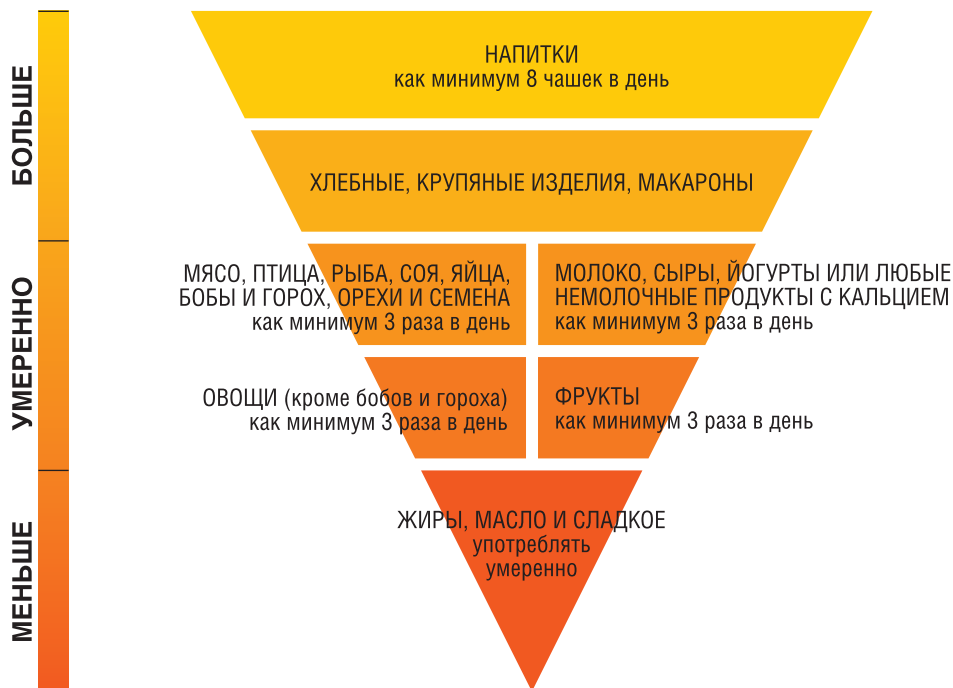 БОЛЬШЕ
НАПИТКИ
как минимум 8 чашек в день
ХЛЕБНЫЕ, КРУПЯНЫЕ ИЗДЕЛИЯ, МАКАРОНЫ
УМЕРЕННО
МЯСО, ПТИЦА, РЫБА, СОЯ, ЯЙЦА,
БОБЫ И ГОРОХ, ОРЕХИ И СЕМЕНА
как минимум 3 раза в день
МОЛОКО, СЫРЫ, ЙОГУРТЫ ИЛИ ЛЮБЫЕ
НЕМОЛОЧНЫЕ ПРОДУКТЫ С КАЛЬЦИЕМ
как минимум 3 раза в день
ОВОЩИ (кроме бобов и гороха)
как минимум 3 раза в день
ФРУКТЫ
как минимум 3 раза в день
МЕНЬШЕ
ЖИРЫ, МАСЛО И СЛАДКОЕ
употреблять
умеренно